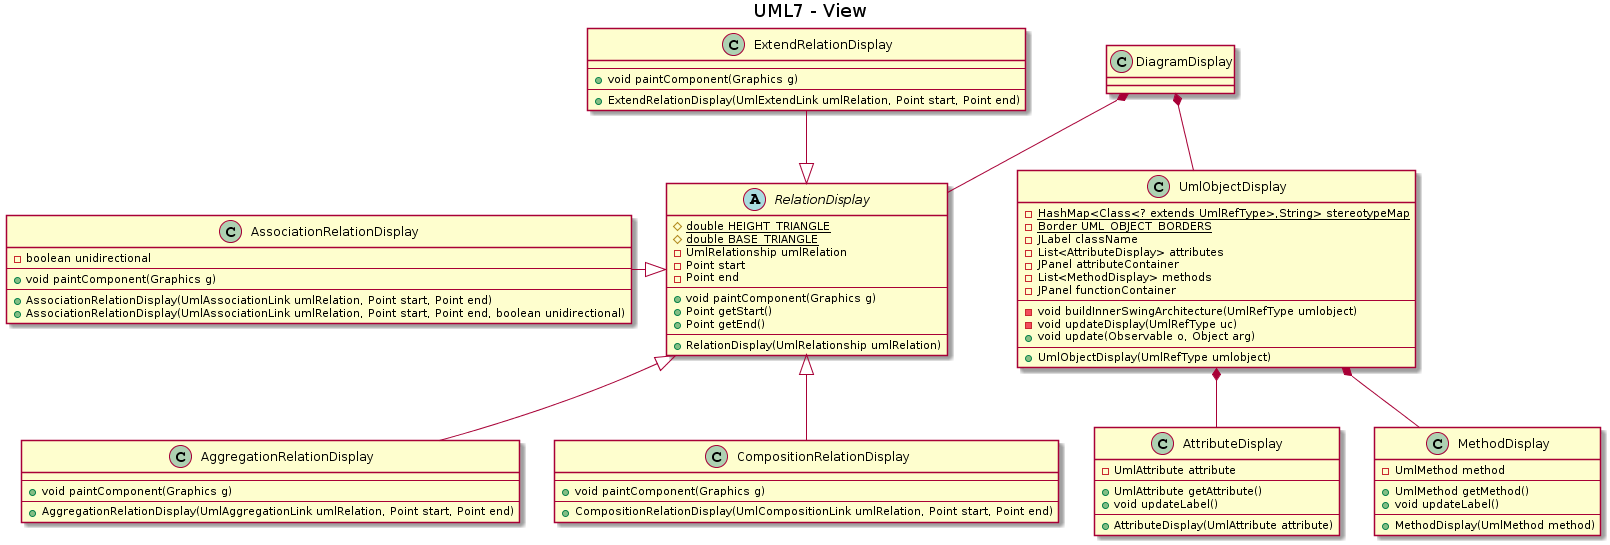 UML7 - View
C ExtendRelationDisplay
void paintComponent(Graphics g)
ExtendRelationDisplay(UmlExtendLink umlRelation, Point start, Point end)
C DiagramDisplay
A RelationDisplay
double HEIGHT_TRIANGLE
double BASE_TRIANGLE
UmlRelationship umlRelation
Point start
Point end
void paintComponent(Graphics g)
Point getStart()
Point getEnd()
RelationDisplay(UmlRelationship umlRelation)
C UmlObjectDisplay
HashMap<Class<? extends UmlRefType>,String> stereotypeMap
Border UML_OBJECT_BORDERS
JLabel className
List<AttributeDisplay> attributes
JPanel attributeContainer
List<MethodDisplay> methods
JPanel functionContainer
void buildInnerSwingArchitecture(UmlRefType umlobject)
void updateDisplay(UmlRefType uc)
void update(Observable o, Object arg)
UmlObjectDisplay(UmlRefType umlobject)
C AssociationRelationDisplay
boolean unidirectional
void paintComponent(Graphics g)
AssociationRelationDisplay(UmlAssociationLink umlRelation, Point start, Point end)
AssociationRelationDisplay(UmlAssociationLink umlRelation, Point start, Point end, boolean unidirectional)
C AggregationRelationDisplay
void paintComponent(Graphics g)
AggregationRelationDisplay(UmlAggregationLink umlRelation, Point start, Point end)
C CompositionRelationDisplay
void paintComponent(Graphics g)
CompositionRelationDisplay(UmlCompositionLink umlRelation, Point start, Point end)
C AttributeDisplay
UmlAttribute attribute
UmlAttribute getAttribute()
void updateLabel()
AttributeDisplay(UmlAttribute attribute)
C MethodDisplay
UmlMethod method
UmlMethod getMethod()
void updateLabel()
MethodDisplay(UmlMethod method)